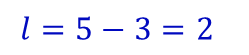 l = 5 − 3 = 2